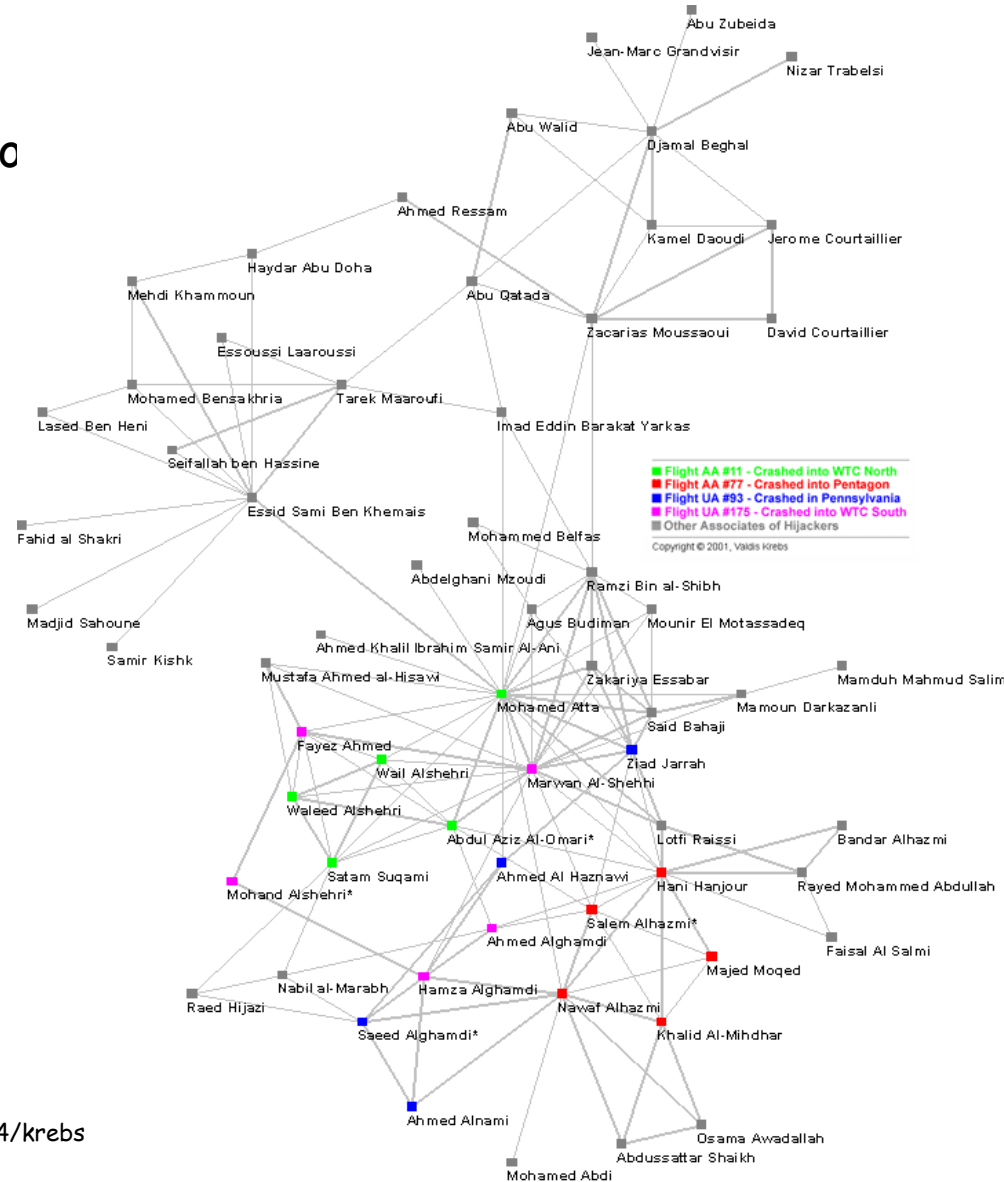 Abu Zubeida
Jean-Marc Grandvisir
Nizar Trabelsi
Abu Walid
Djamal Beghal
o
Ahmed Ressam
Kamel Daoudi
Jerome Courtaillier
Haydar Abu Doha
Mehdi Khammoun
Abu Qatada
Zacarias Moussaoui
David Courtaillier
Essoussi Laaroussi
Mohamed Bensakhria
Tarek Maaroufi
Lased Ben Heni
Imad Eddin Barakat Yarkas
Seifallah ben Hassine
Flight AA #11 - Crashed into WTC North
Flight AA #77 - Crashed into Pentagon
Flight UA #93 - Crashed in Pennsylvania
Flight UA #175 - Crashed into WTC South
Other Associates of Hijackers
Copyright © 2001, Valdis Krebs
Essid Sami Ben Khemais
Fahid al Shakri
Mohammed Belfas
Abdelghani Mzoudi
Ramzi Bin al-Shibh
Madjid Sahoune
Agus Budiman
Mounir El Motassadeq
Ahmed Khalil Ibrahim Samir Al-Ani
Samir Kishk
Mustafa Ahmed al-Hisawi
Zakariya Essabar
Mamduh Mahmud Salim
Mohamed Atta
Mamoun Darkazanli
Said Bahaji
Fayez Ahmed
Ziad Jarrah
Wail Alshehri
Marwan Al-Shehhi
Waleed Alshehri
Abdul Aziz Al-Omari*
Lotfi Raissi
Bandar Alhazmi
Satam Suqami
Ahmed Al Haznawi
Hani Hanjour
Rayed Mohammed Abdullah
Mohand Alshehri*
Salem Alhazmi*
Ahmed Alghamdi
Faisal Al Salmi
Majed Moqed
Nabil al-Marabh
Hamza Alghamdi
Raed Hijazi
Nawaf Alhazmi
Saeed Alghamdi*
Khalid Al-Mihdhar
Ahmed Alnami
4/krebs
Osama Awadallah
Abdussattar Shaikh
Mohamed Abdi